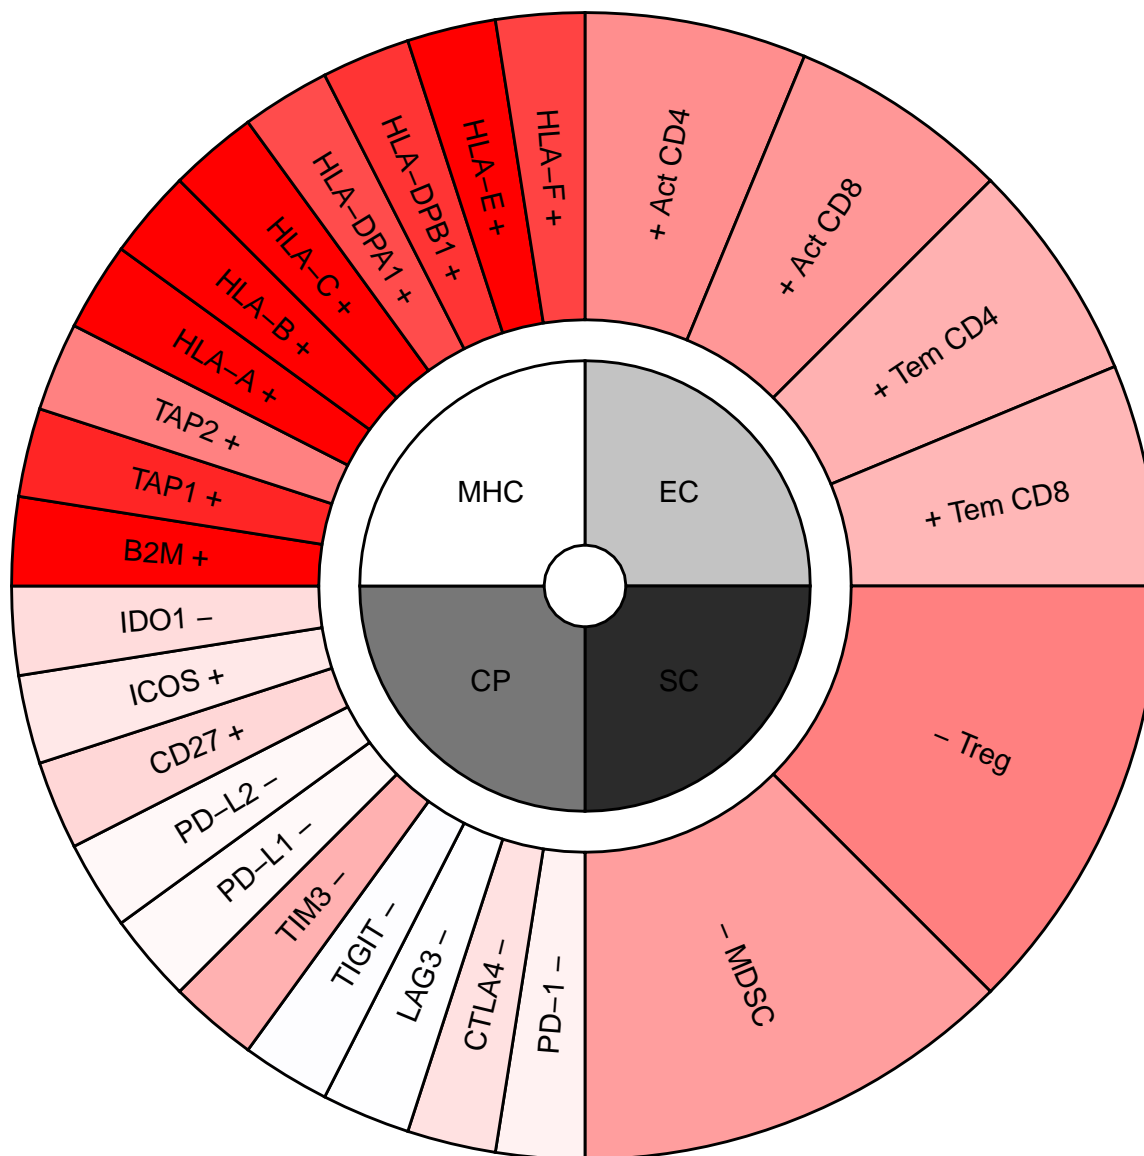 HLA–F +
HLA–E +
HLA–DPB1 +
HLA–DPA1 +
HLA–C +
HLA–B +
HLA–A +
TAP2 +
TAP1 +
B2M +
+ Act CD4
+ Act CD8
+ Tem CD4
+ Tem CD8
MHC
EC
CP
SC
IDO1 –
ICOS +
CD27 +
PD–L2 –
PD–L1 –
TIM3 –
TIGIT –
LAG3 –
CTLA4 –
PD–1 –
– Treg
– MDSC